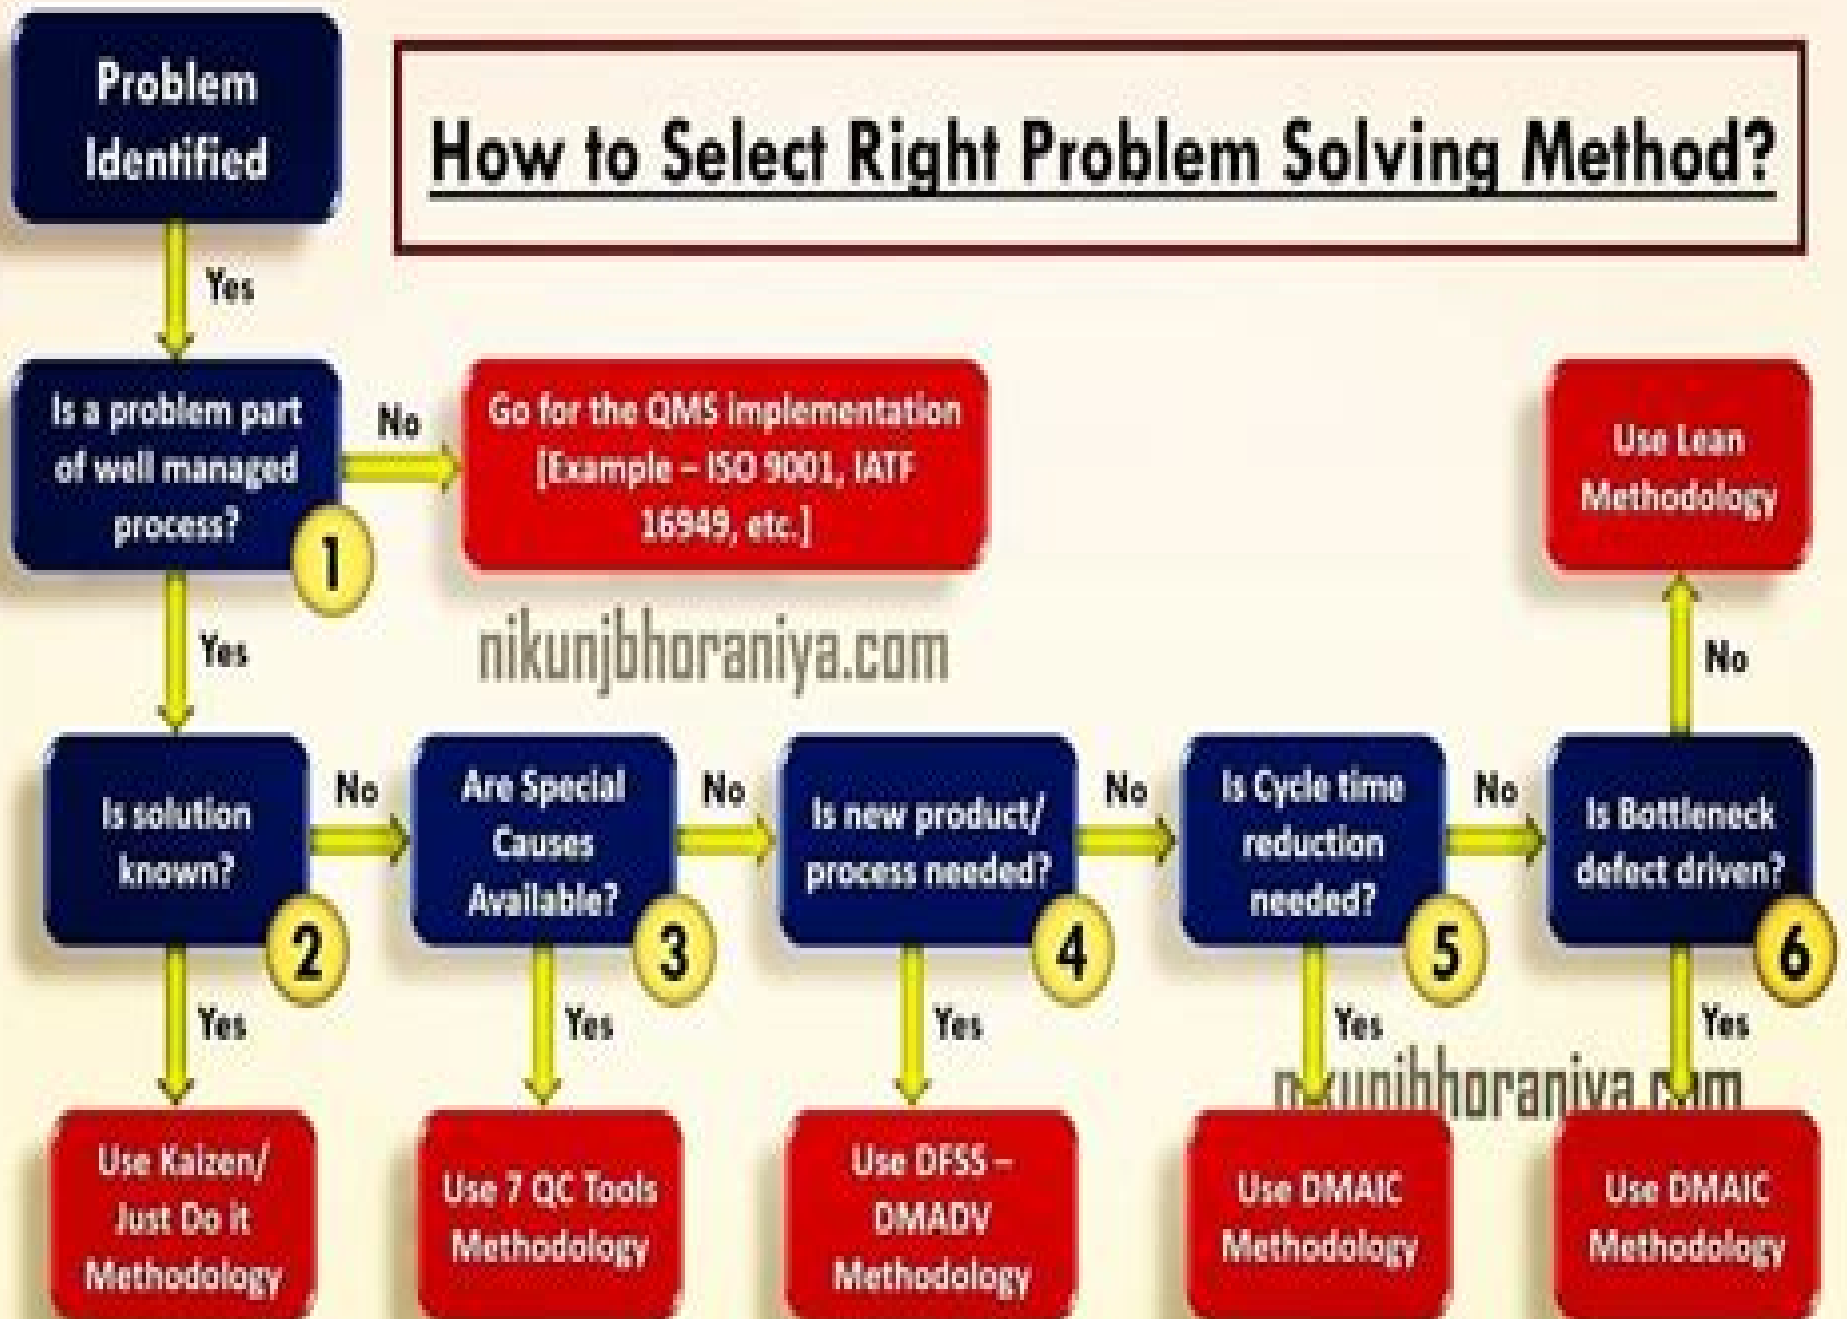 Problem
Identified
How to Select Right Problem Solving Method?
Yes
Is a problem part
of well managed
process?
1
No
Go for the QMS implementation
[Example – ISO 9001, IATF
16949, etc.]
Use Lean
Methodology
nikunjbhoraniya.com
Yes
No
Is solution
known?
2
No
Are Special
Causes
Available?
3
No
Is new product/
process needed?
4
No
Is Cycle time
reduction
needed?
5
No
Is Bottleneck
defect driven?
6
Yes
Yes
Yes
Yes
Yes
nikunjbhoraniya.com
Use Kaizen/
Just Do it
Methodology
Use 7 QC Tools
Methodology
Use DFSS –
DMADV
Methodology
Use DMAIC
Methodology
Use DMAIC
Methodology